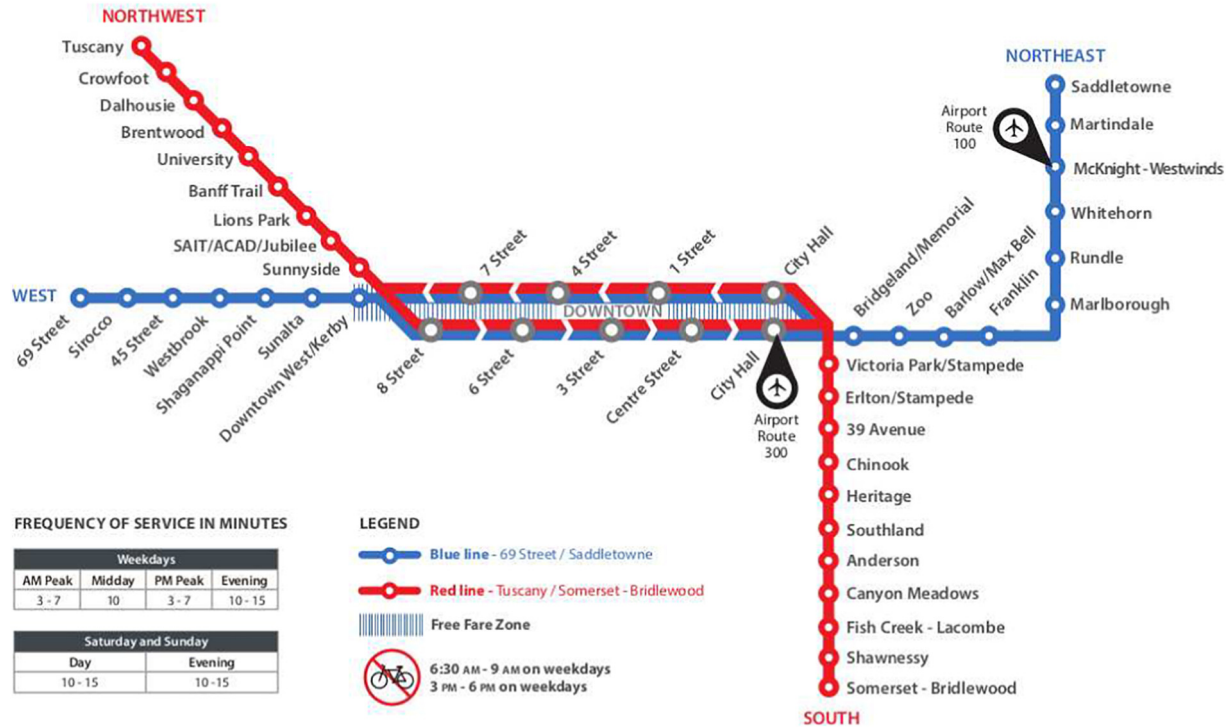 NORTHWEST
Tuscany
Crowfoot
Dalhousie
Brentwood
University
Banff Trail
Lions Park
SAIT/ACAD/Jubilee
Sunnyside
WEST
69 Street
Sirocco
45 Street
Westbrook
Shaganappi Point
Sunalta
Downtown West/Kerby
7 Street
4 Street
1 Street
City Hall
DOWNTOWN
8 Street
6 Street
3 Street
Centre Street
City Hall
Airport
Route
300
Bridgeland/Memorial
Zoo
Barlow/Max Bell
Franklin
NORTHEAST
Saddletowne
Martindale
Airport
Route
100
McKnight - Westwinds
Whitehorn
Rundle
Marlborough
Victoria Park/Stampede
Erlton/Stampede
39 Avenue
Chinook
Heritage
Southland
Anderson
Canyon Meadows
Fish Creek - Lacombe
Shawnessy
Somerset - Bridlewood
SOUTH
FREQUENCY OF SERVICE IN MINUTES
Weekdays
AM Peak Midday PM Peak Evening
3 - 7 10 3 - 7 10 - 15
Saturday and Sunday
Day Evening
10 - 15 10 -15
LEGEND
Blue line - 69 Street / Saddletowne
Red line - Tuscany / Somerset - Bridlewood
Free Fare Zone
6:30 AM - 9 AM on weekdays
3 PM - 6 PM on weekdays